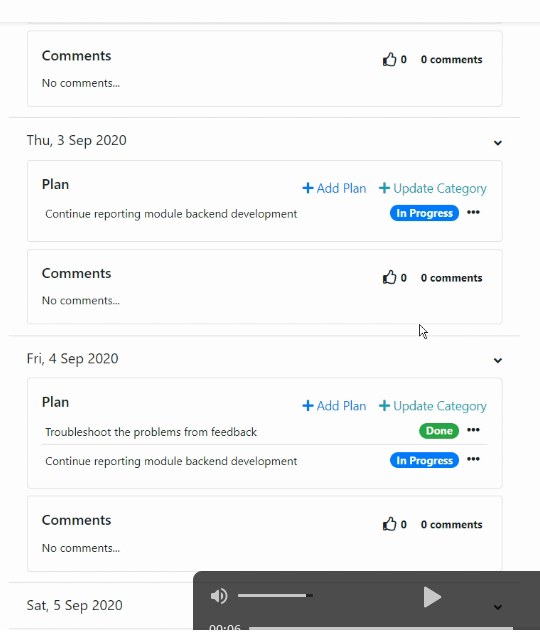 Comments 0 0 comments
No comments...
Thu, 3 Sep 2020
Plan + Add Plan + Update Category
Continue reporting module backend development In Progress •••
Comments 0 0 comments
No comments...
Fri, 4 Sep 2020
Plan + Add Plan + Update Category
Troubleshoot the problems from feedback Done •••
Continue reporting module backend development In Progress •••
Comments 0 0 comments
No comments...
Sat, 5 Sep 2020
00:06